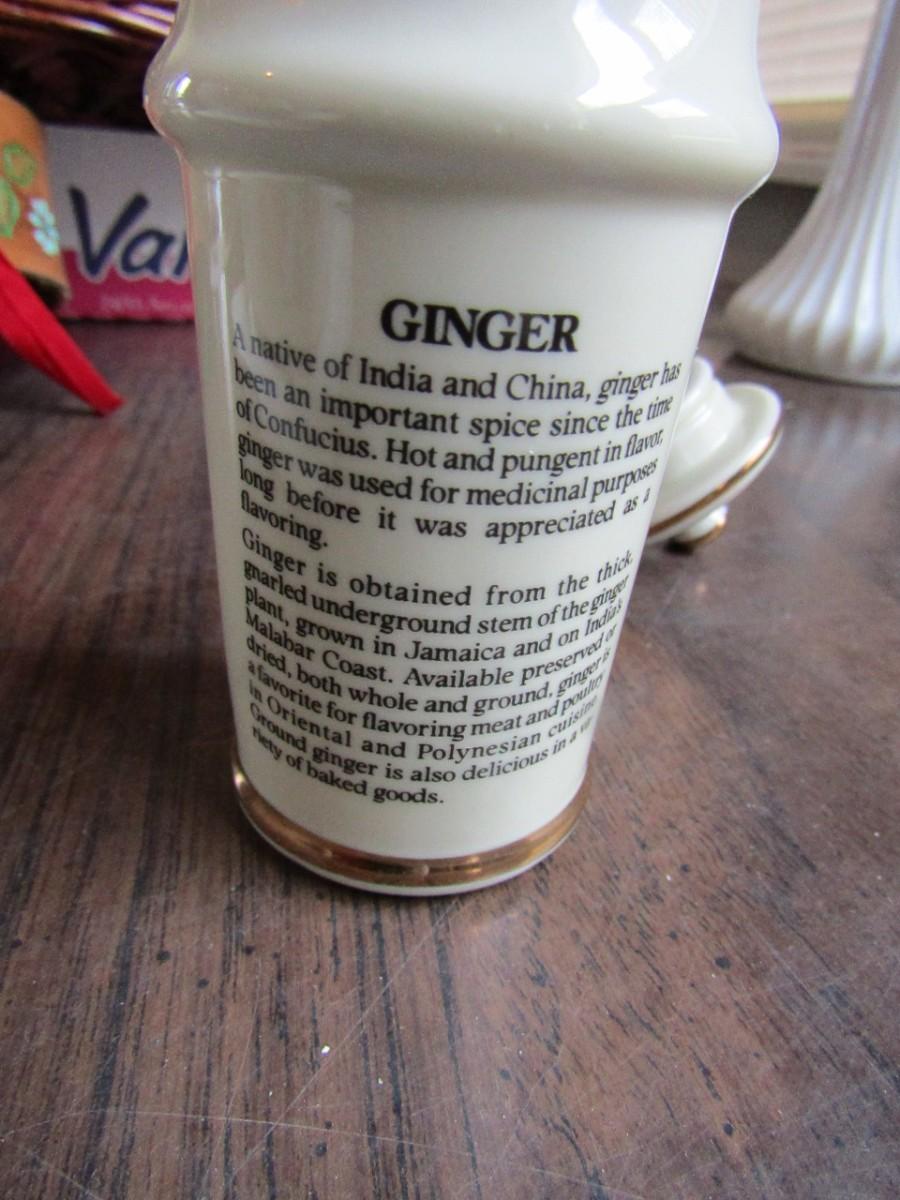 Val
GINGER
A native of India and China, ginger has
been an important spice since the time
of Confucius. Hot and pungent in flavor,
ginger was used for medicinal purposes
long before it was appreciated as a
flavoring.
Ginger is obtained from the thick,
gnarled underground stem of the ginger
plant, grown in Jamaica and on India's
Malabar Coast. Available preserved or
dried, both whole and ground, ginger is
a favorite for flavoring meat and poultry
in Oriental and Polynesian cuisine.
Ground ginger is also delicious in a va-
riety of baked goods.